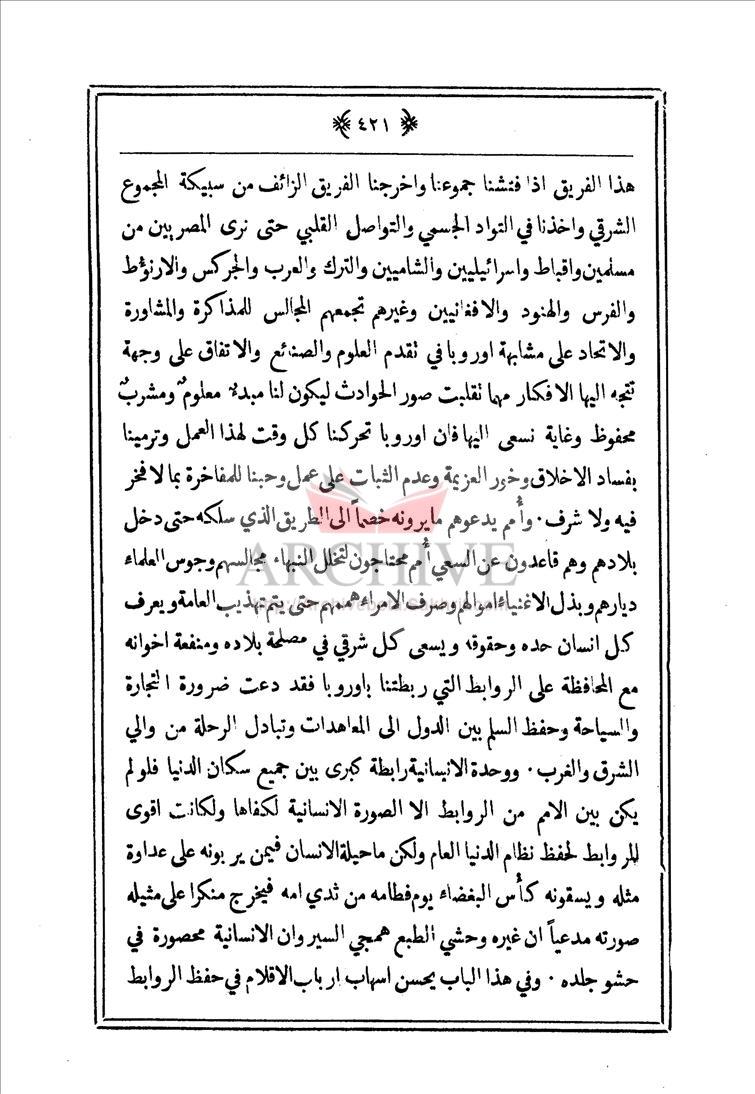 ٤٢١
هذا الفريق اذا فتشنا جموعنا واخرجنا الفريق الزائف من سبيكة المجموع
الشرقي واخذنا في التواد الجسمي والتواصل القلبي حتى نرى المصريين من
مسلمين واقباط واسرائيليين والشاميين والترك والعرب والجركس والارنؤط
والفرس والهنود والافغانيين وغيرهم تجمعهم المجالس للمذاكرة والمشاورة
والاتحاد على مشابهة اوروبا في تقدم العلوم والصنائع والاتفاق على وجهة
تتجه اليها الافكار مهما تقلبت صور الحوادث ليكون لنا مبدء معلوم ومشرب
محفوظ وغاية نسعى اليها فان اوروبا تحركنا كل وقت لهذا العمل وترمينا
بفساد الاخلاق وخور العزيمة وعدم الثبات على عمل وحبنا للمفاخرة بما لا فخر
فيه ولا شرف . وأُم يدعوهم مايرونه خصماً الى الطريق الذي سلكه حتى دخل
بلادهم وهم قاعدون عن السعي أُم محتاجون لتخلل النبهاء مجالسهم وجوس العلماء
ديارهم وبذل الاغنياء اموالهم وصرف الامراء هممهم حتى يتم تهذيب العامة ويعرف
كل انسان حده وحقوقه ويسعى كل شرقي في مصلحة بلاده ومنفعة اخوانه
مع المحافظة على الروابط التي ربطتنا باوروبا فقد دعت ضرورة التجارة
والسياحة وحفظ السلم بين الدول الى المعاهدات وتبادل الرحلة من والي
الشرق والغرب . ووحدة الانسانية رابطة كبرى بين جميع سكان الدنيا فلو لم
يكن بين الامم من الروابط الا الصورة الانسانية لكفاها ولكانت اقوى
الروابط لحفظ نظام الدنيا العام ولكن ماحيلة الانسان فيمن يربونه على عداوة
مثله ويسقونه كأس البغضاء يوم فطامه من ثدي امه فيخرج منكرا على مثيله
صورته مدعياً ان غيره وحشي الطبع همجي السير وان الانسانية محصورة في
حشو جلده . وفي هذا الباب يحسن اسهاب ارباب الاقلام في حفظ الروابط
ARCHIVE